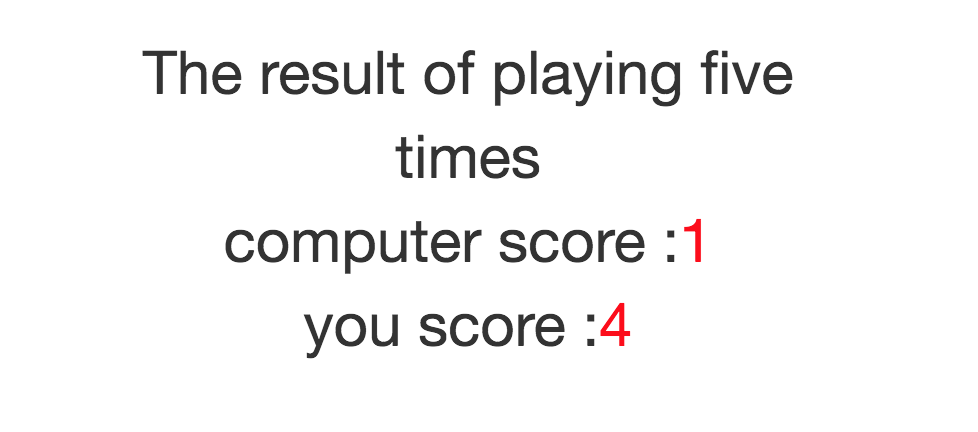 The result of playing five
times
computer score :1
you score :4